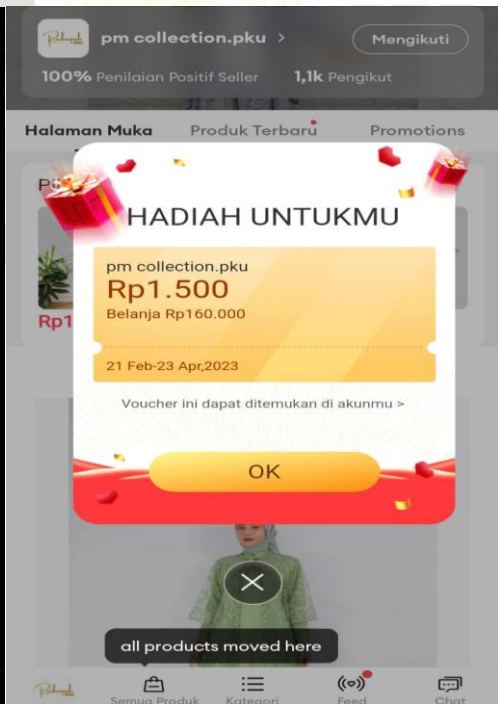 pm collection.pku >
Mengikuti
100% Penilaian Positif Seller 1,1k Pengikut
Halaman Muka Produk Terbaru Promotions
HADIAH UNTUKMU
pm collection.pku
Rp1.500
Belanja Rp160.000
Rp1
21 Feb-23 Apr,2023
Voucher ini dapat ditemukan di akunmu >
OK
all products moved here
Semua Produk Kategori Feed Chat